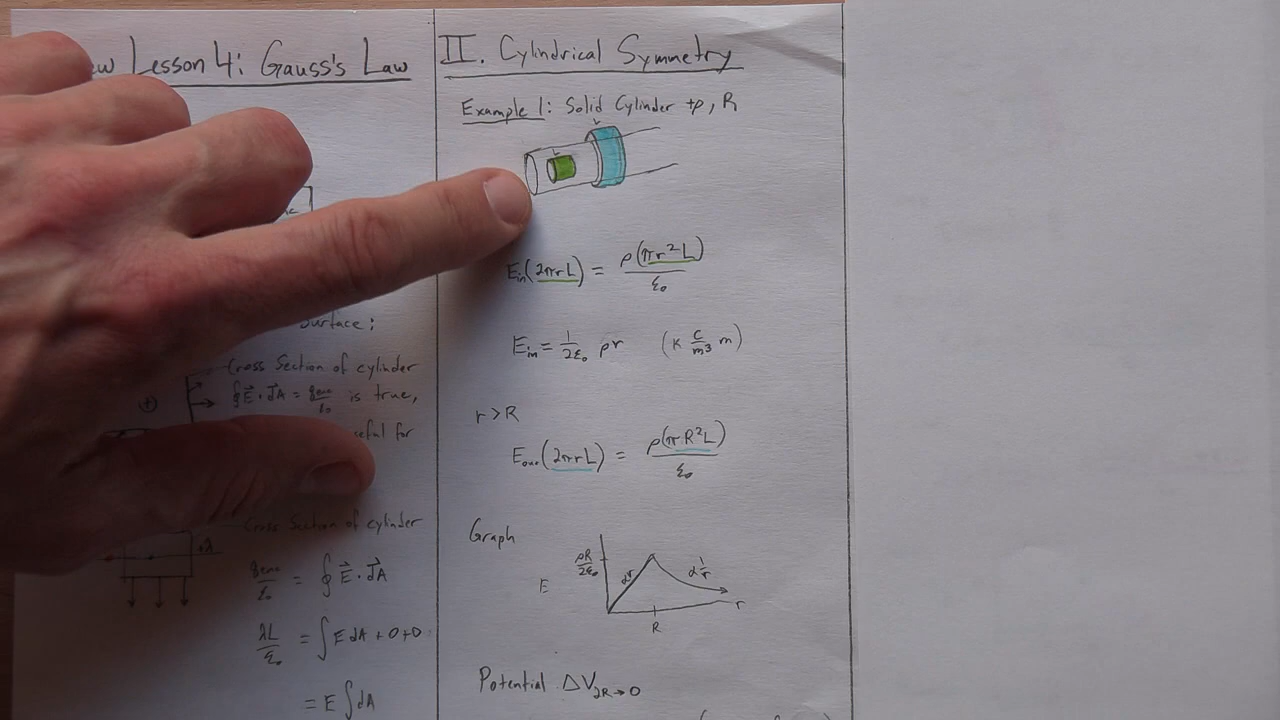 Lesson 4: Gauss's Law
Surface:
Cross Section of cylinder
∮E⃗·dA⃗ = qenc/ε₀ is true,
for
Cross Section of cylinder
+λ
qenc/ε₀ = ∮E⃗·dA⃗
λL/ε₀ = ∫E dA + 0 + 0
= E ∫dA
II. Cylindrical Symmetry
Example 1: Solid Cylinder +ρ, R
Ein(2πrL) = ρ(πr²L)/ε₀
Ein = 1/2ε₀ ρr (K C/m³ m)
r > R
(2πrL) = ρ(πR²L)/ε₀
Graph
ρR/2ε₀
E
αr
α 1/r
r
R
Potential ΔV2R→0